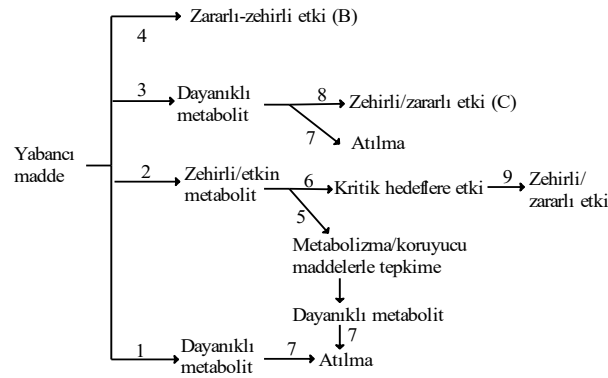 4 Zararlı-zehirli etki (B)
3 Dayanıklı
metabolit
8 Zehirli/zararlı etki (C)
7 Atılma
Yabancı
madde
2 Zehirli/etkin
metabolit
6 Kritik hedeflere etki
9 Zehirli/
zararlı etki
5
Metabolizma/koruyucu
maddelerle tepkime
Dayanıklı metabolit
7
1 Dayanıklı
metabolit
7 Atılma